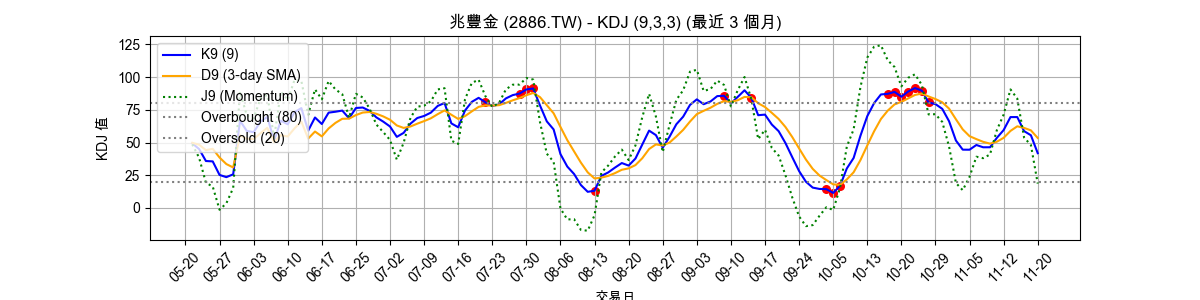 兆豐金 (2886.TW) - KDJ (9,3,3) (最近 3 個月)
KDJ 值
125
100
75
50
25
0
K9 (9)
D9 (3-day SMA)
J9 (Momentum)
Overbought (80)
Oversold (20)
05-20 05-27 06-03 06-10 06-17 06-25 07-02 07-09 07-16 07-23 07-30 08-06 08-13 08-20 08-27 09-03 09-10 09-17 09-24 10-05 10-13 10-20 10-29 11-05 11-12 11-20
交易日